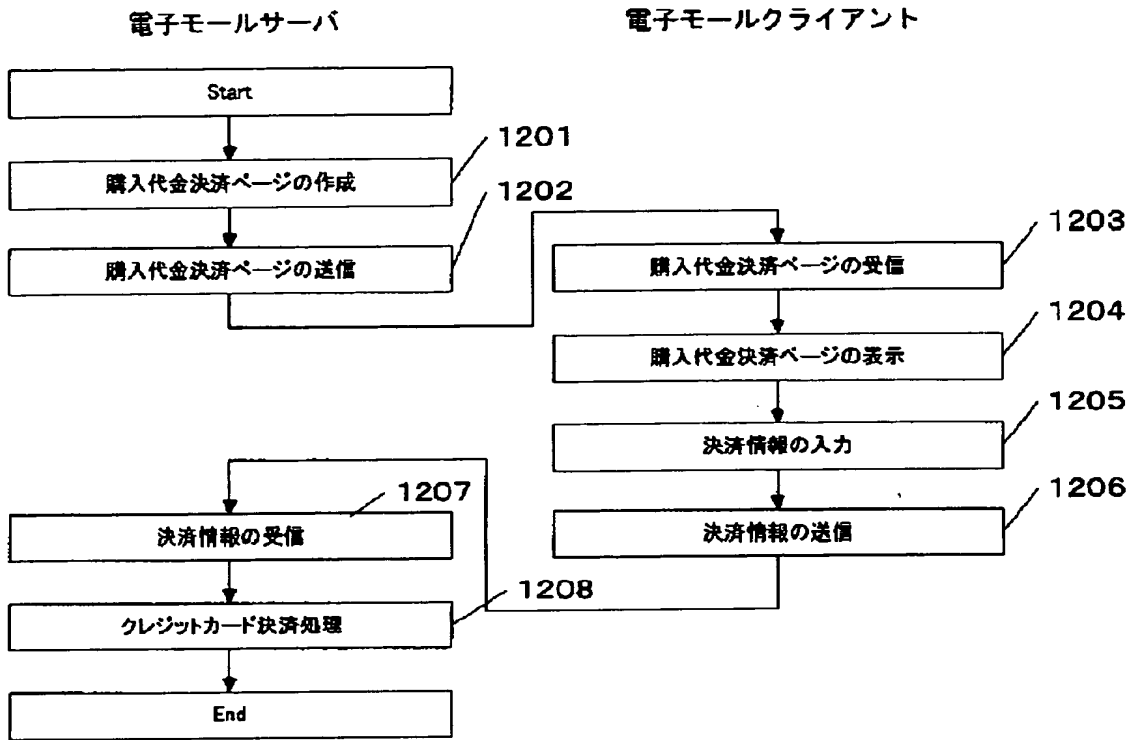 電子モールサーバ
電子モールクライアント
Start
1201
購入代金決済ページの作成
1202
購入代金決済ページの送信
1203
購入代金決済ページの受信
1204
購入代金決済ページの表示
1205
決済情報の入力
1206
決済情報の送信
1207
決済情報の受信
1208
クレジットカード決済処理
End